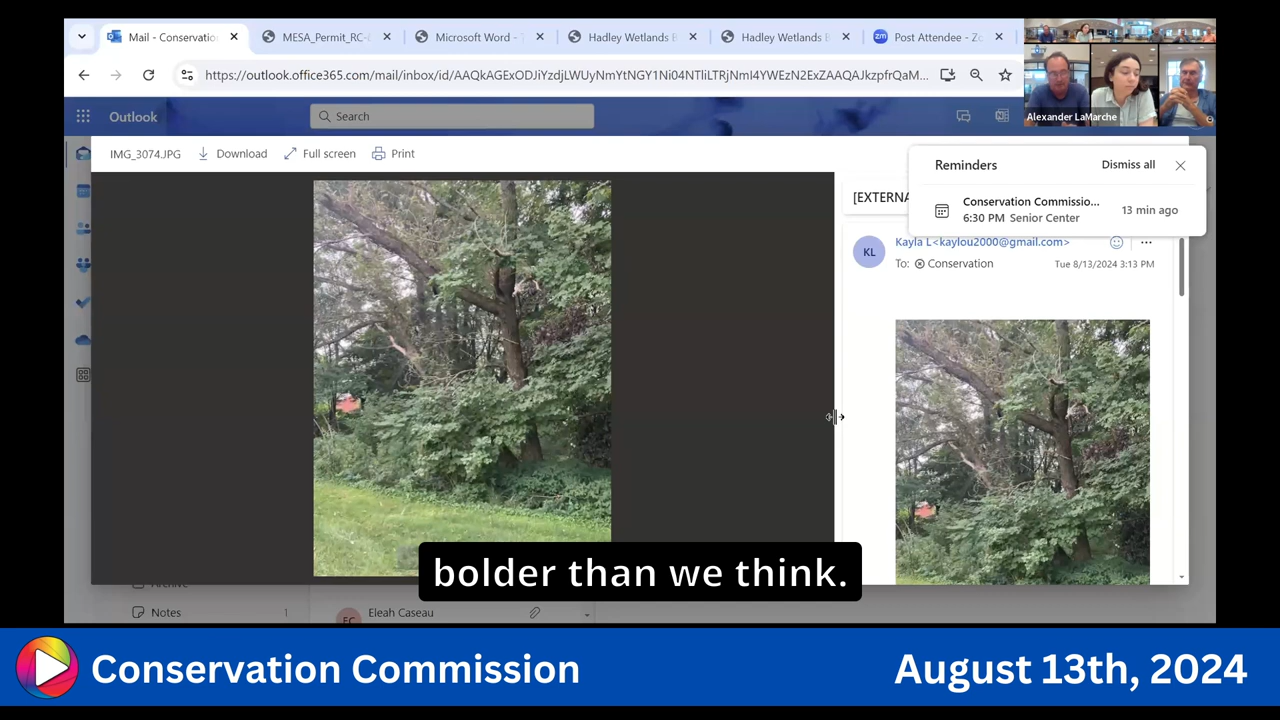 Mail - Conservatio
MESA_Permit_RC-
Microsoft Word -
Hadley Wetlands B
Hadley Wetlands B
Post Attendee - Zo
https://outlook.office365.com/mail/inbox/id/AAQkAGExODJiYzdjLWUyNmYtNGY1Ni04NTliLTRjNmI4YWEzN2ExZAAQAJkzpfrQaM...
Alexander LaMarche
Outlook
Search
IMG_3074.JPG
Download
Full screen
Print
Reminders
Dismiss all
Conservation Commissio...
6:30 PM Senior Center
13 min ago
[EXTERNA
KL
Kayla L<kaylou2000@gmail.com>
To:
Conservation
Tue 8/13/2024 3:13 PM
bolder than we think.
Notes
1
EC
Eleah Caseau
Conservation Commission
August 13th, 2024